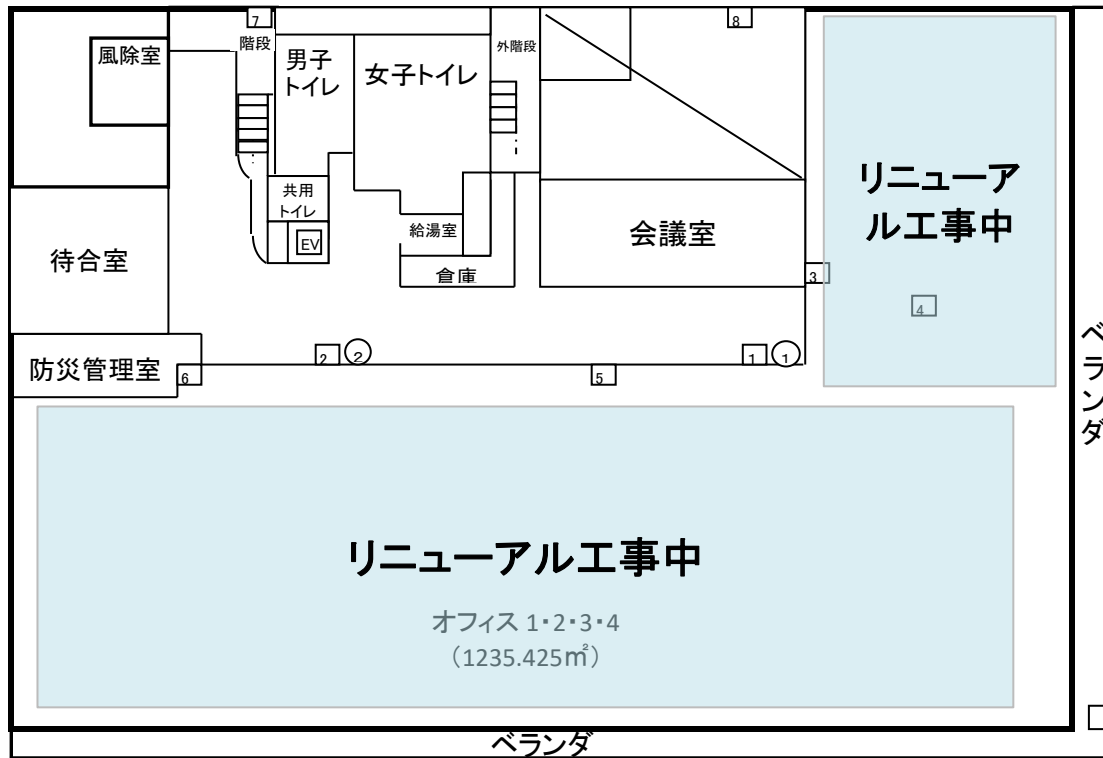 7
8
階段
外階段
風除室
男子
トイレ
女子トイレ
リニューア
ル工事中
共用
トイレ
給湯室
会議室
EV
待合室
倉庫
3
4
ベランダ
防災管理室
6
2
②
5
1
①
リニューアル工事中
オフィス 1・2・3・4
（1235.425㎡）
ベランダ